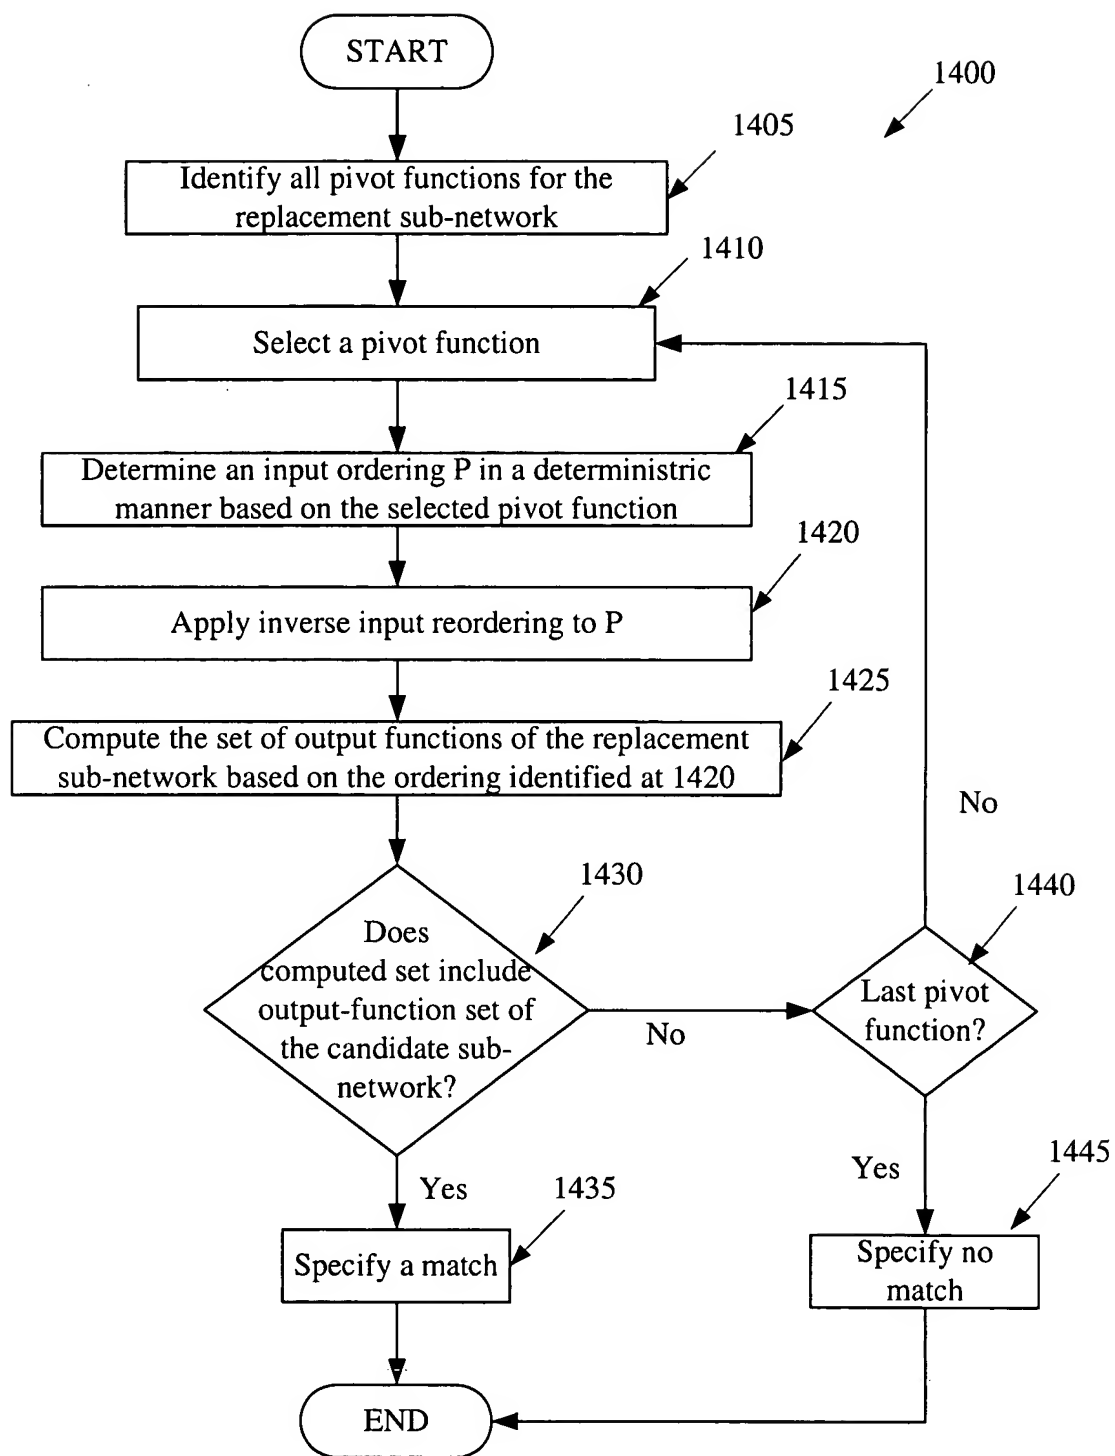 START
1400
1405
Identify all pivot functions for the
replacement sub-network
1410
Select a pivot function
1415
Determine an input ordering P in a deterministric
manner based on the selected pivot function
1420
Apply inverse input reordering to P
1425
Compute the set of output functions of the replacement
sub-network based on the ordering identified at 1420
No
1430
Does
computed set include
output-function set of
the candidate sub-
network?
No
1440
Last pivot
function?
Yes
1435
Specify a match
Yes
1445
Specify no
match
END